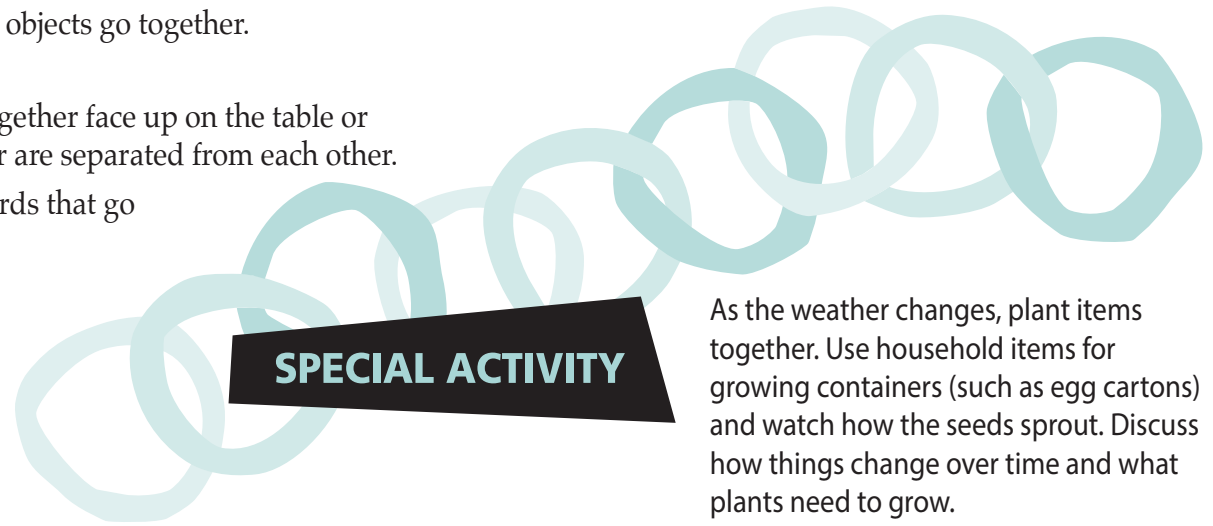 objects go together.
gether face up on the table or
r are separated from each other.
rds that go
SPECIAL ACTIVITY
As the weather changes, plant items
together. Use household items for
growing containers (such as egg cartons)
and watch how the seeds sprout. Discuss
how things change over time and what
plants need to grow.